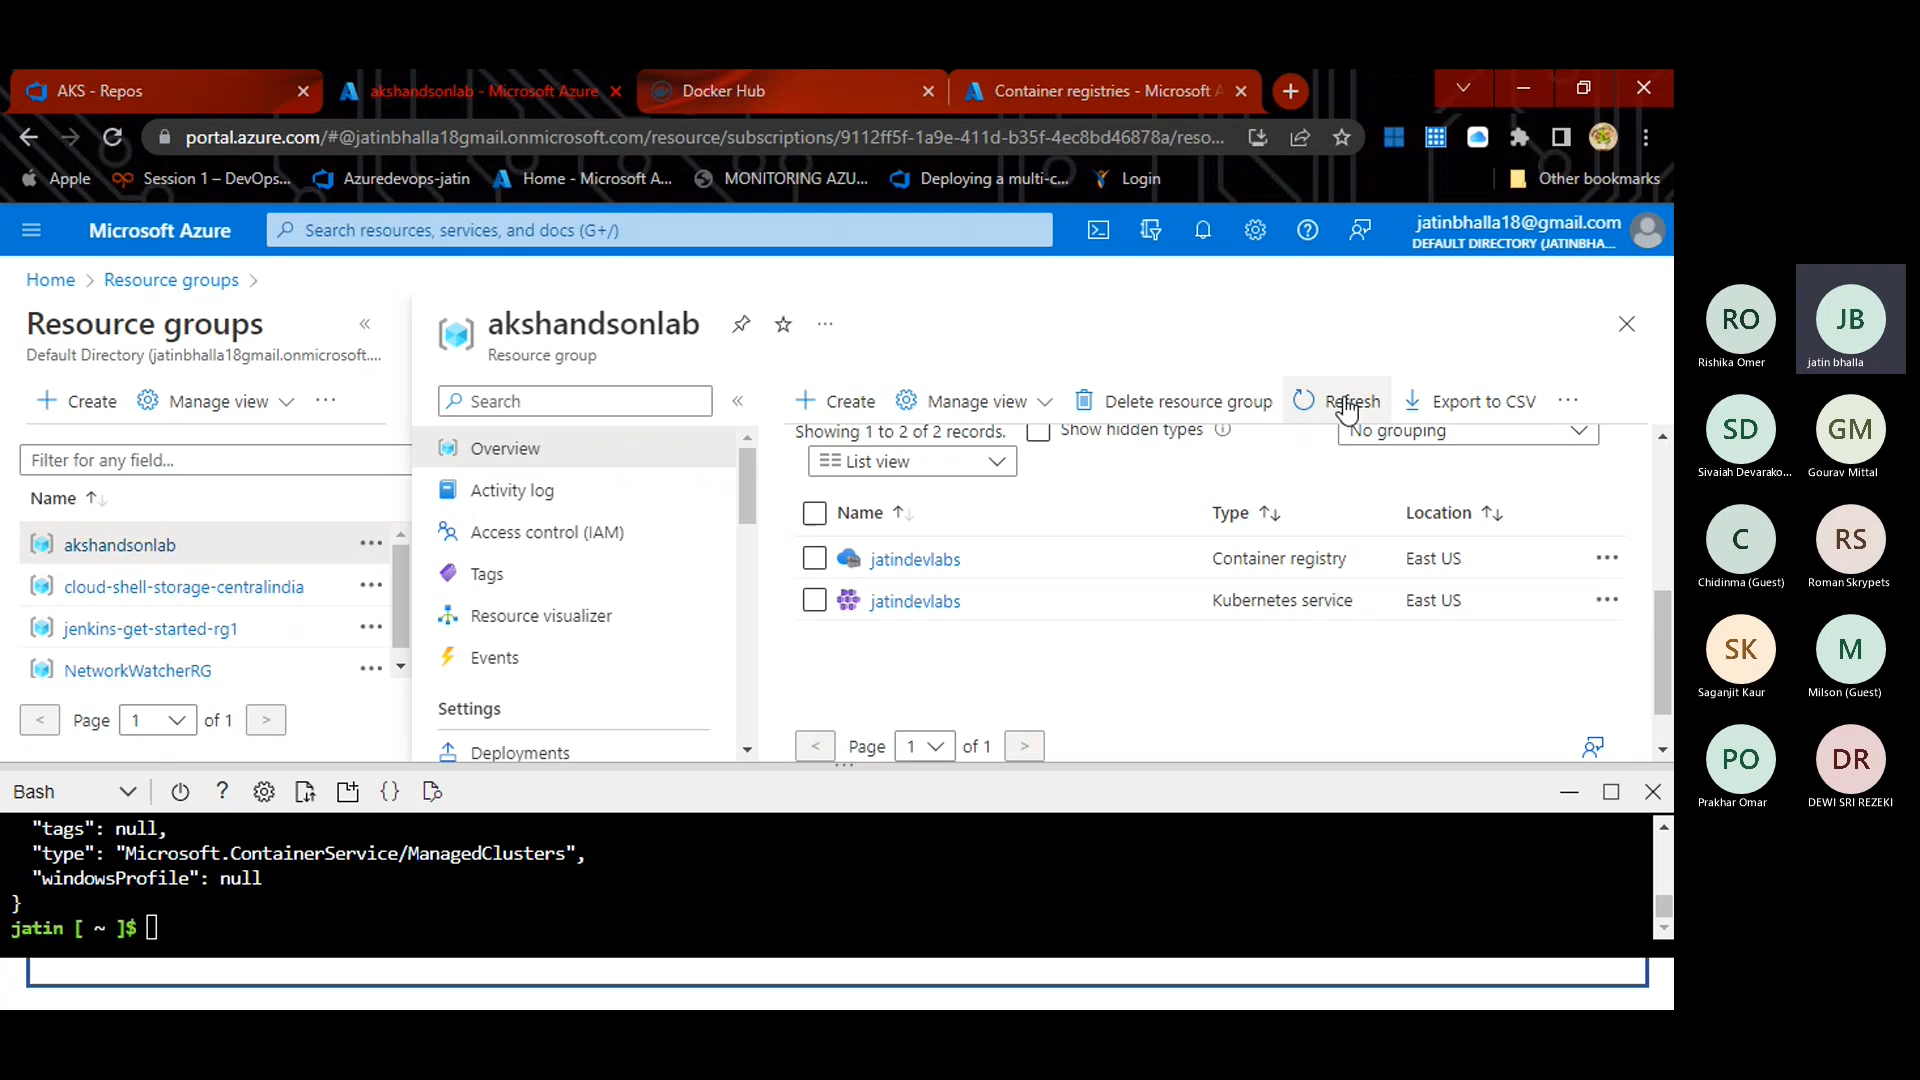 AKS - Repos
akshandsonlab - Microsoft Azure
Docker Hub
Container registries - Microsoft A
portal.azure.com/#@jatinbhalla18gmail.onmicrosoft.com/resource/subscriptions/9112ff5f-1a9e-411d-b35f-4ec8bd46878a/reso...
Apple
Session 1 – DevOps...
Azuredevops-jatin
Home - Microsoft A...
MONITORING AZU...
Deploying a multi-c...
Login
Other bookmarks
Microsoft Azure
Search resources, services, and docs (G+/)
jatinbhalla18@gmail.com
DEFAULT DIRECTORY (JATINBHA...
Home > Resource groups >
Resource groups
Default Directory (jatinbhalla18gmail.onmicrosoft....
Create
Manage view
Filter for any field...
Name
akshandsonlab
cloud-shell-storage-centralindia
jenkins-get-started-rg1
NetworkWatcherRG
< Page 1 of 1 >
akshandsonlab
Resource group
Search
Overview
Activity log
Access control (IAM)
Tags
Resource visualizer
Events
Settings
Deployments
Create
Manage view
Delete resource group
Refresh
Export to CSV
Showing 1 to 2 of 2 records.
Show hidden types
No grouping
List view
Name Type Location
jatindevlabs Container registry East US
jatindevlabs Kubernetes service East US
< Page 1 of 1 >
Bash
"tags": null,
"type": "Microsoft.ContainerService/ManagedClusters",
"windowsProfile": null
}
jatin [ ~ ]$
RO
Rishika Omer
JB
jatin bhalla
SD
Sivaiah Devarako...
GM
Gourav Mittal
C
Chidinma (Guest)
RS
Roman Skrypets
SK
Saganjit Kaur
M
Milson (Guest)
PO
Prakhar Omar
DR
DEWI SRI REZEKI